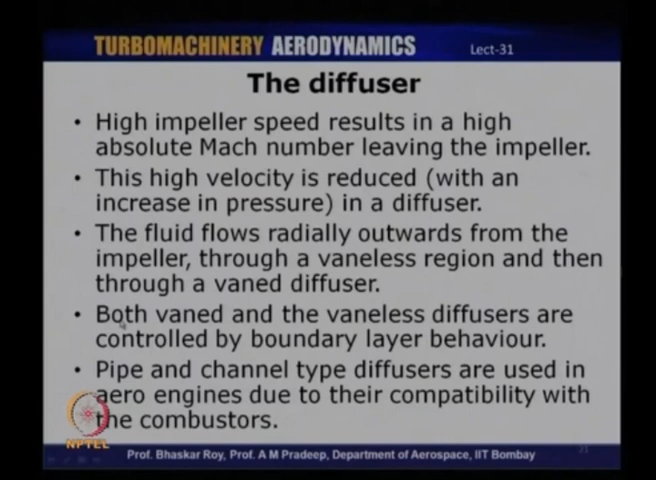 TURBOMACHINERY AERODYNAMICS Lect-31
The diffuser
• High impeller speed results in a high
absolute Mach number leaving the impeller.
• This high velocity is reduced (with an
increase in pressure) in a diffuser.
• The fluid flows radially outwards from the
impeller, through a vaneless region and then
through a vaned diffuser.
• Both vaned and the vaneless diffusers are
controlled by boundary layer behaviour.
• Pipe and channel type diffusers are used in
aero engines due to their compatibility with
the combustors.
NPTEL
Prof. Bhaskar Roy, Prof. A M Pradeep, Department of Aerospace, IIT Bombay